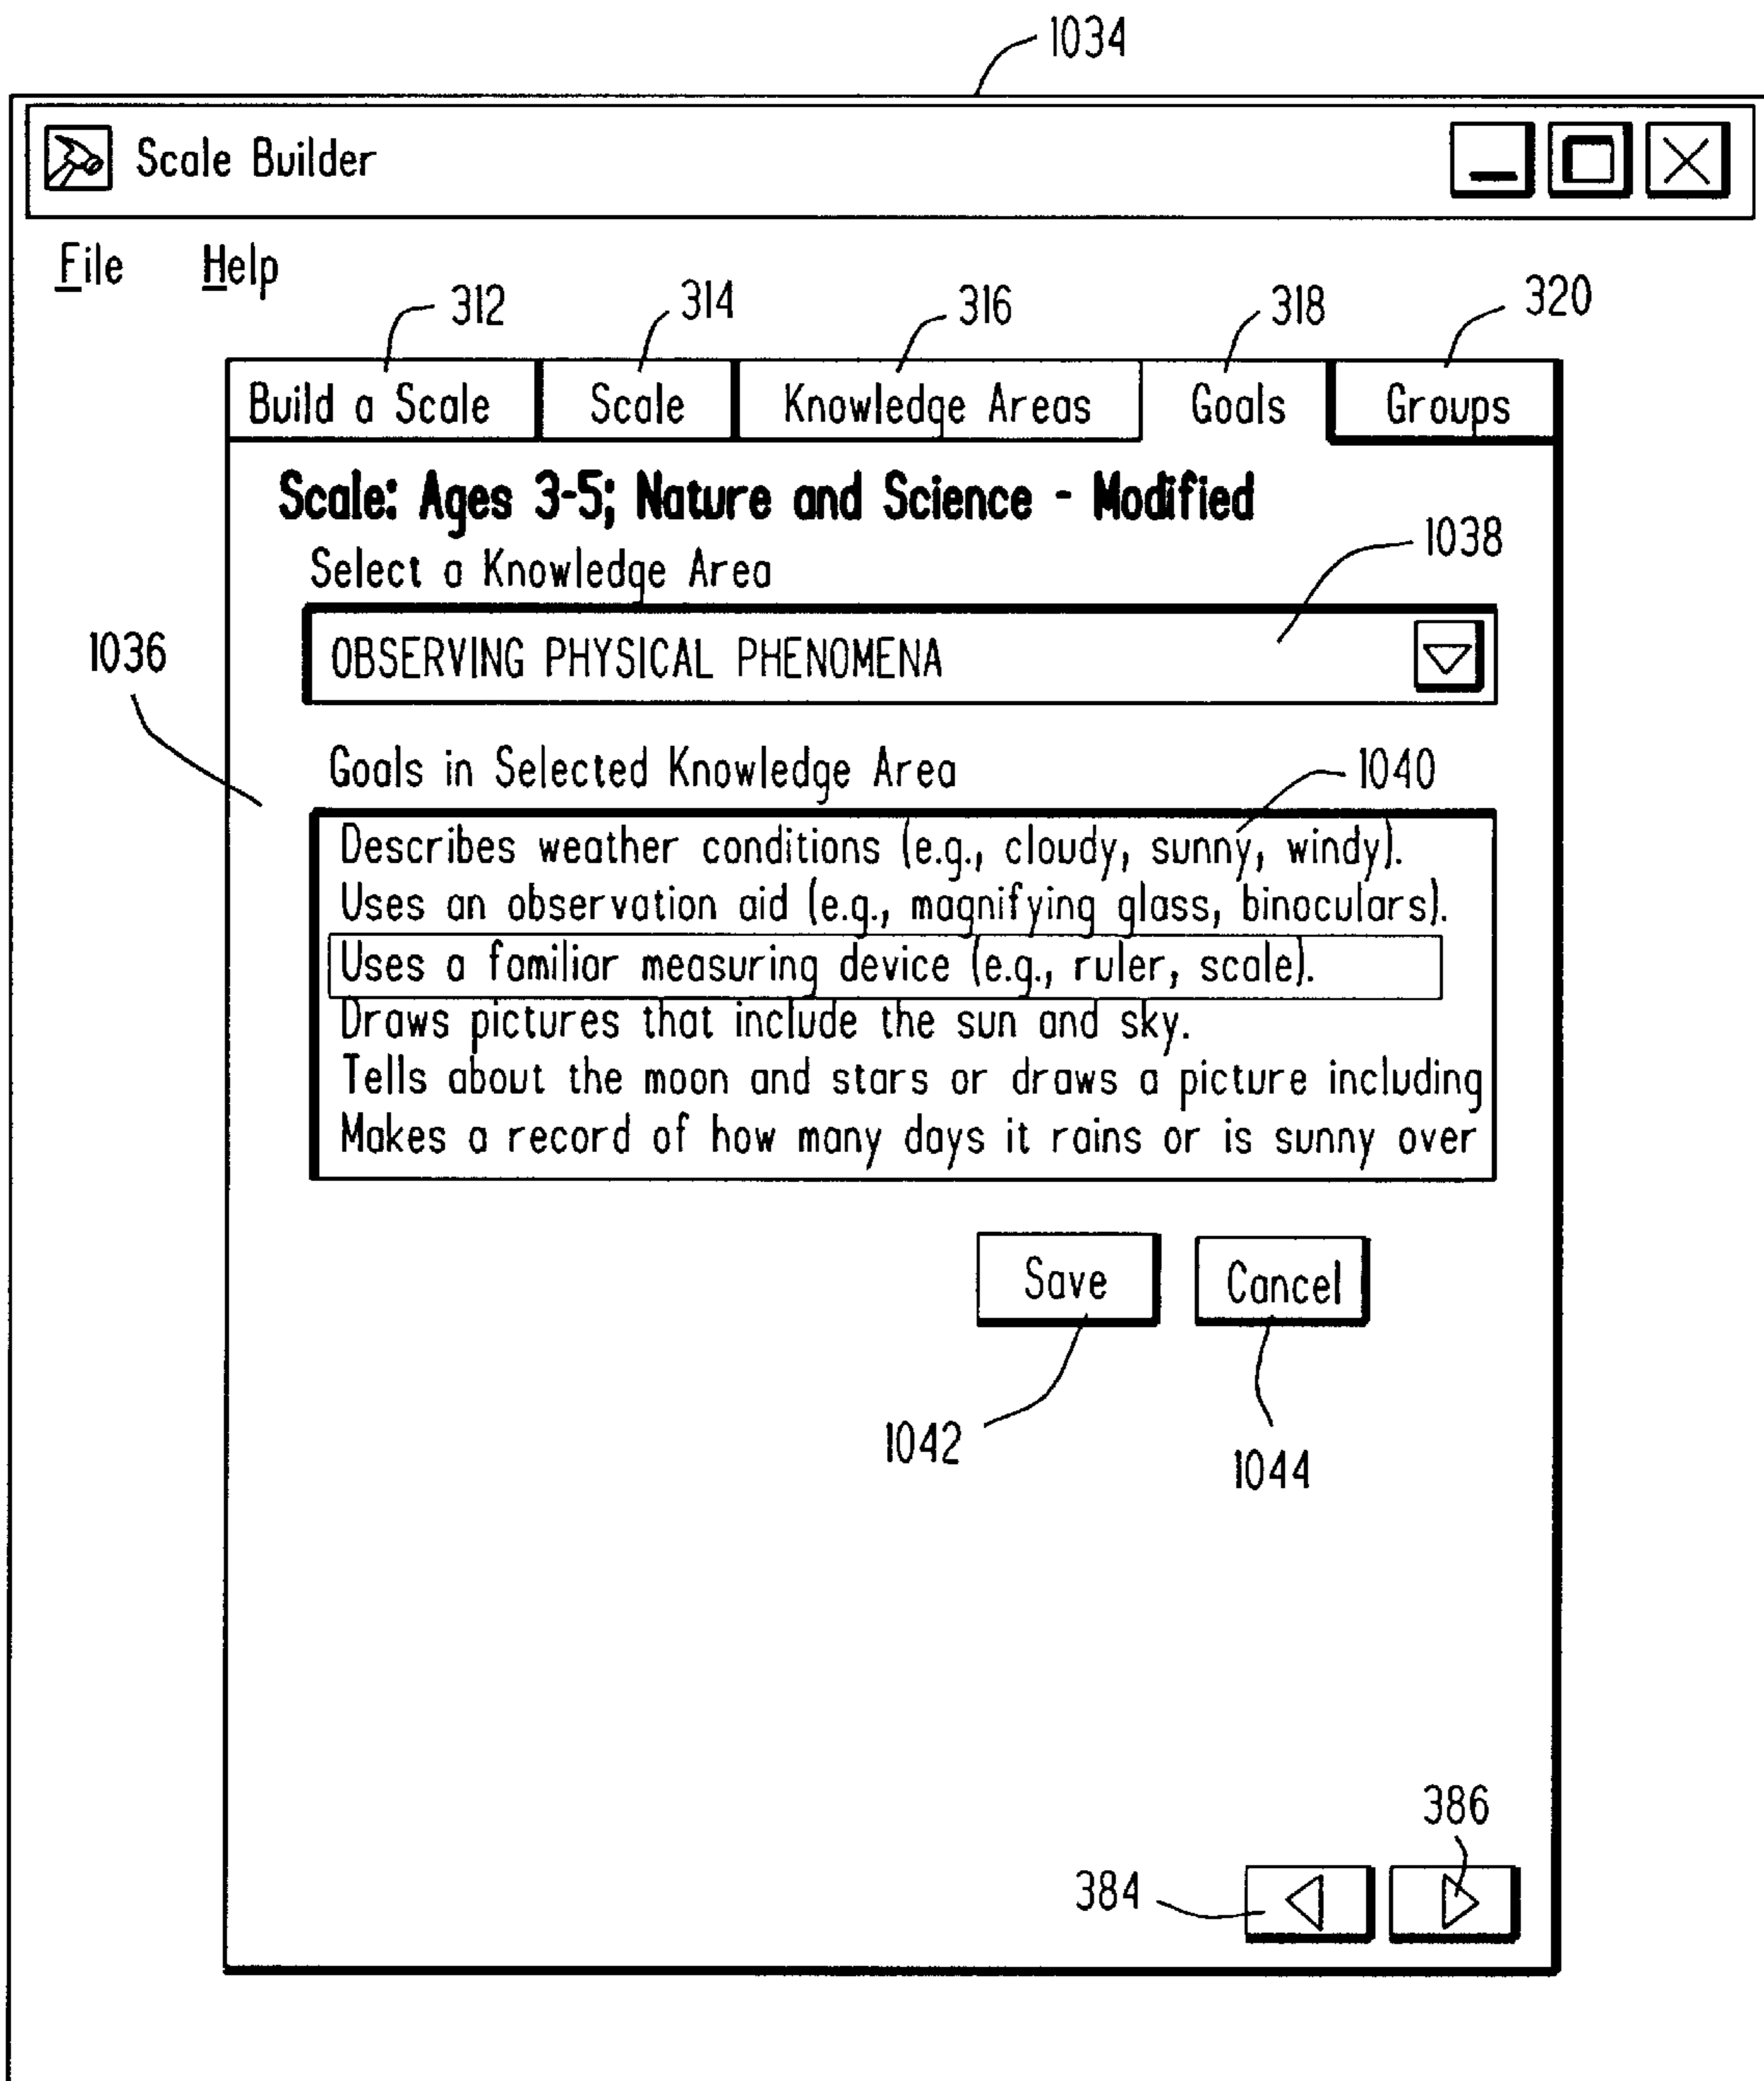 1034
Scale Builder
File Help
312 314 316 318 320
Build a Scale Scale Knowledge Areas Goals Groups
Scale: Ages 3-5; Nature and Science - Modified
1038
Select a Knowledge Area
1036
OBSERVING PHYSICAL PHENOMENA
Goals in Selected Knowledge Area
1040
Describes weather conditions (e.g., cloudy, sunny, windy).
Uses an observation aid (e.g., magnifying glass, binoculars).
Uses a familiar measuring device (e.g., ruler, scale).
Draws pictures that include the sun and sky.
Tells about the moon and stars or draws a picture including
Makes a record of how many days it rains or is sunny over
Save Cancel
1042
1044
386
384